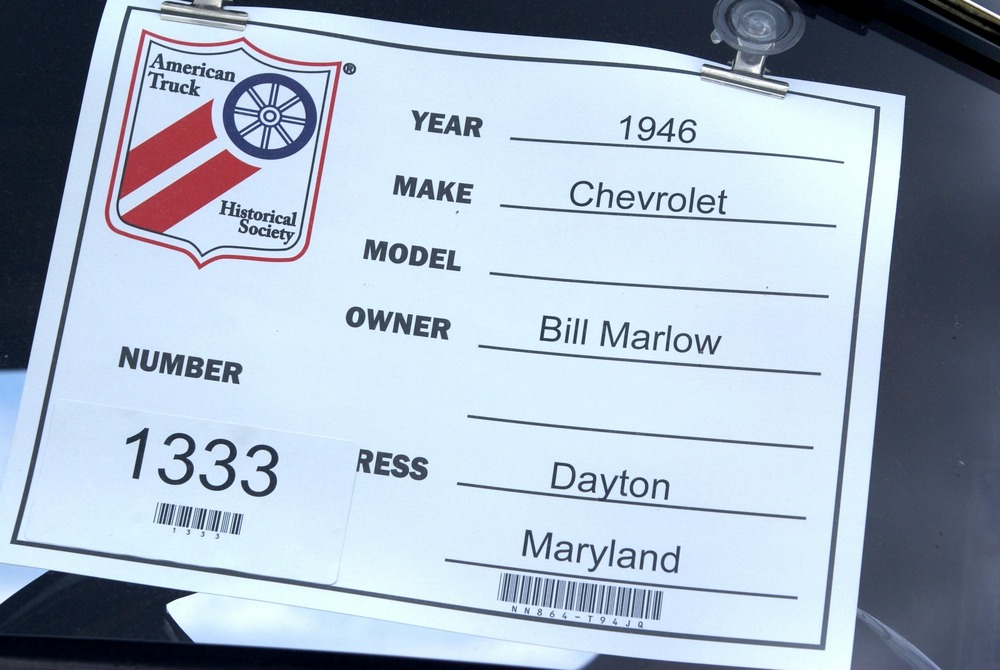 American
Truck
Historical
Society
®
YEAR 1946
MAKE Chevrolet
MODEL
OWNER Bill Marlow
NUMBER
1333
1333
RESS Dayton
Maryland
NN864-T94JQ